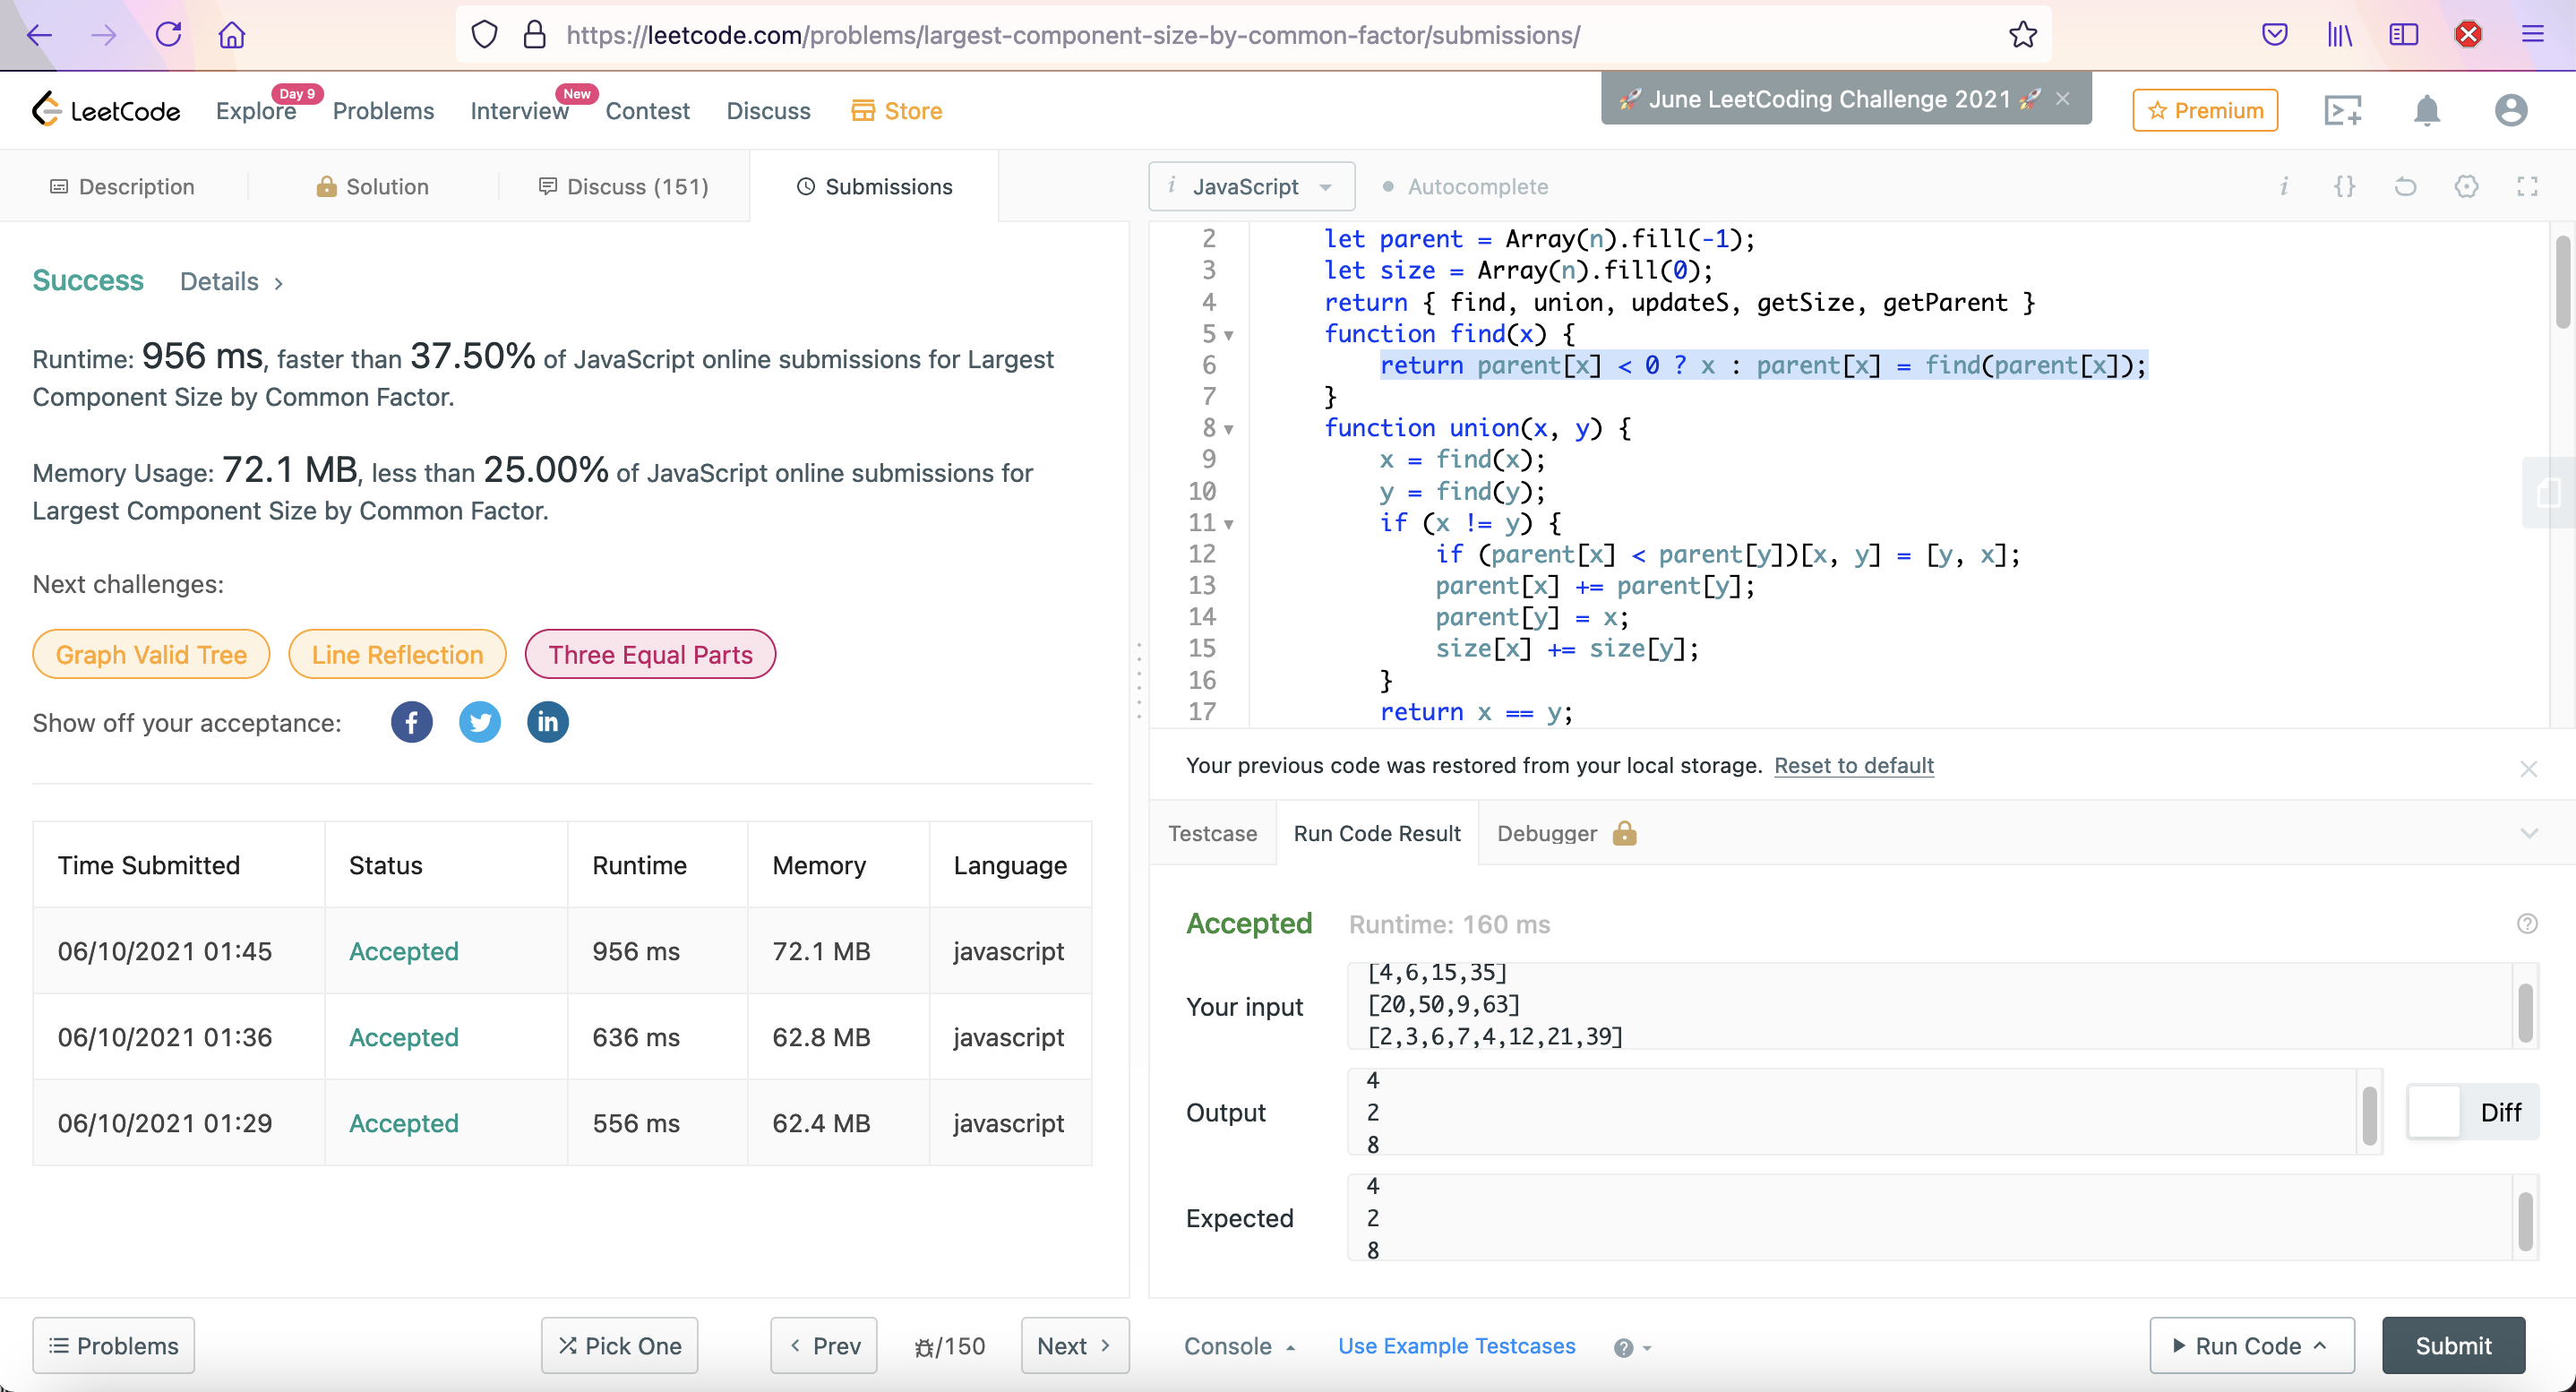 https://leetcode.com/problems/largest-component-size-by-common-factor/submissions/
LeetCode
Explore
Day 9
Problems
Interview
New
Contest
Discuss
Store
🚀 June LeetCoding Challenge 2021 🚀
Premium
Description
Solution
Discuss (151)
Submissions
Success
Details
Runtime: 956 ms, faster than 37.50% of JavaScript online submissions for Largest
Component Size by Common Factor.
Memory Usage: 72.1 MB, less than 25.00% of JavaScript online submissions for
Largest Component Size by Common Factor.
Next challenges:
Graph Valid Tree
Line Reflection
Three Equal Parts
Show off your acceptance:
Time Submitted Status Runtime Memory Language
06/10/2021 01:45 Accepted 956 ms 72.1 MB javascript
06/10/2021 01:36 Accepted 636 ms 62.8 MB javascript
06/10/2021 01:29 Accepted 556 ms 62.4 MB javascript
Problems
Pick One
Prev
/150
Next
i JavaScript
Autocomplete
i {}
2 let parent = Array(n).fill(-1);
3 let size = Array(n).fill(0);
4 return { find, union, updateS, getSize, getParent }
5 function find(x) {
6 return parent[x] < 0 ? x : parent[x] = find(parent[x]);
7 }
8 function union(x, y) {
9 x = find(x);
10 y = find(y);
11 if (x != y) {
12 if (parent[x] < parent[y])[x, y] = [y, x];
13 parent[x] += parent[y];
14 parent[y] = x;
15 size[x] += size[y];
16 }
17 return x == y;
Your previous code was restored from your local storage. Reset to default
Testcase
Run Code Result
Debugger
Accepted
Runtime: 160 ms
Your input
[4,6,15,35]
[20,50,9,63]
[2,3,6,7,4,12,21,39]
Output
4
2
8
Diff
Expected
4
2
8
Console
Use Example Testcases
Run Code
Submit